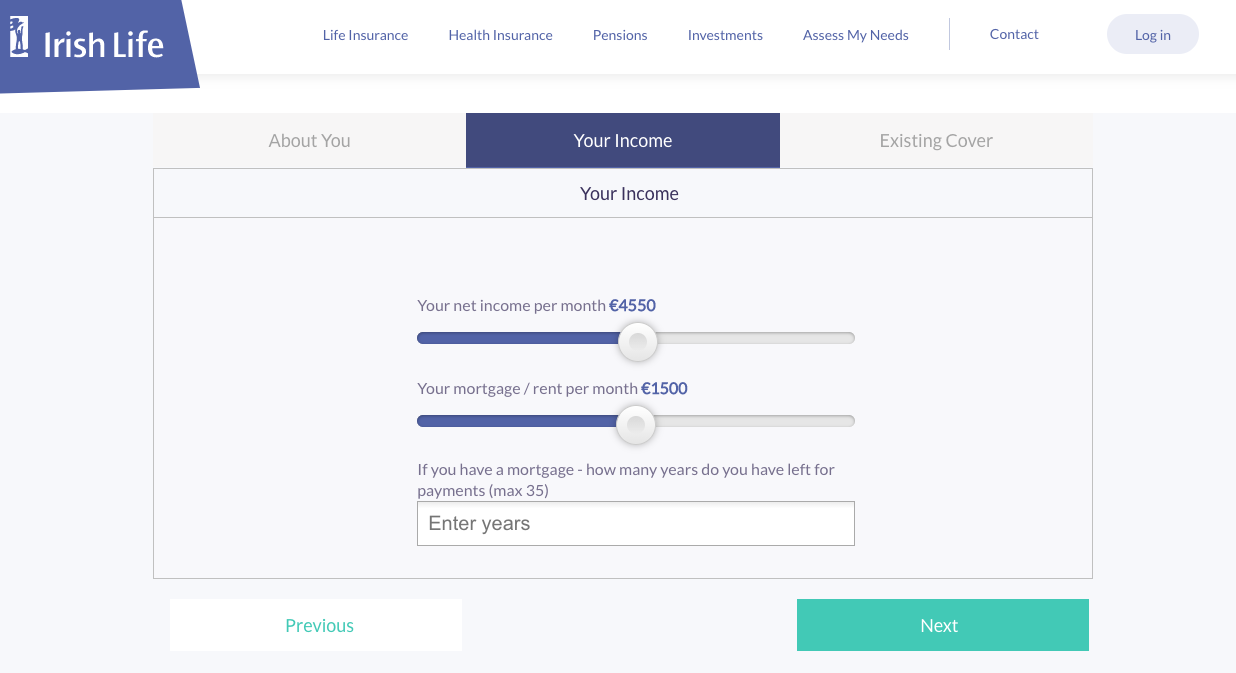 Irish Life
Life Insurance
Health Insurance
Pensions
Investments
Assess My Needs
Contact
Log in
About You
Your Income
Existing Cover
Your Income
Your net income per month €4550
Your mortgage / rent per month €1500
If you have a mortgage - how many years do you have left for
payments (max 35)
Enter years
Previous
Next